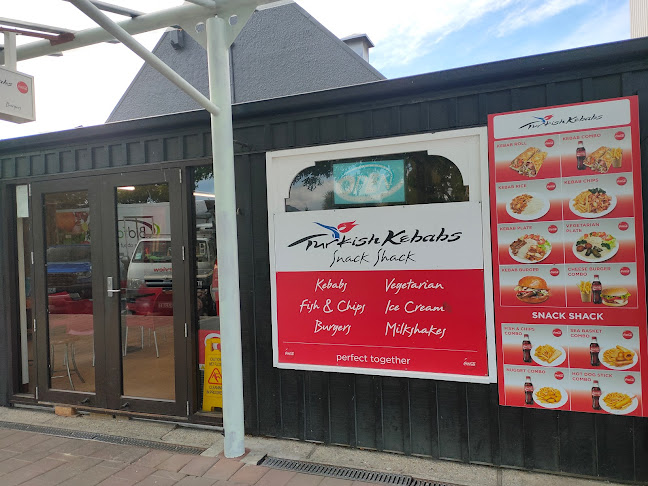 Burgers
Turkish Kebabs
Snack Shack
Kebabs
Vegetarian
Fish & Chips
Ice Cream
Burgers
Milkshakes
perfect together
Turkish Kebabs
KEBAB ROLL
KEBAB COMBO
KEBAB RICE
KEBAB CHIPS
KEBAB PLATE
VEGETARIAN PLATE
KEBAB BURGER
CHEESE BURGER COMBO
SNACK SHACK
FISH & CHIPS COMBO
SEA BASKET COMBO
NUGGET COMBO
HOT DOG STICK COMBO